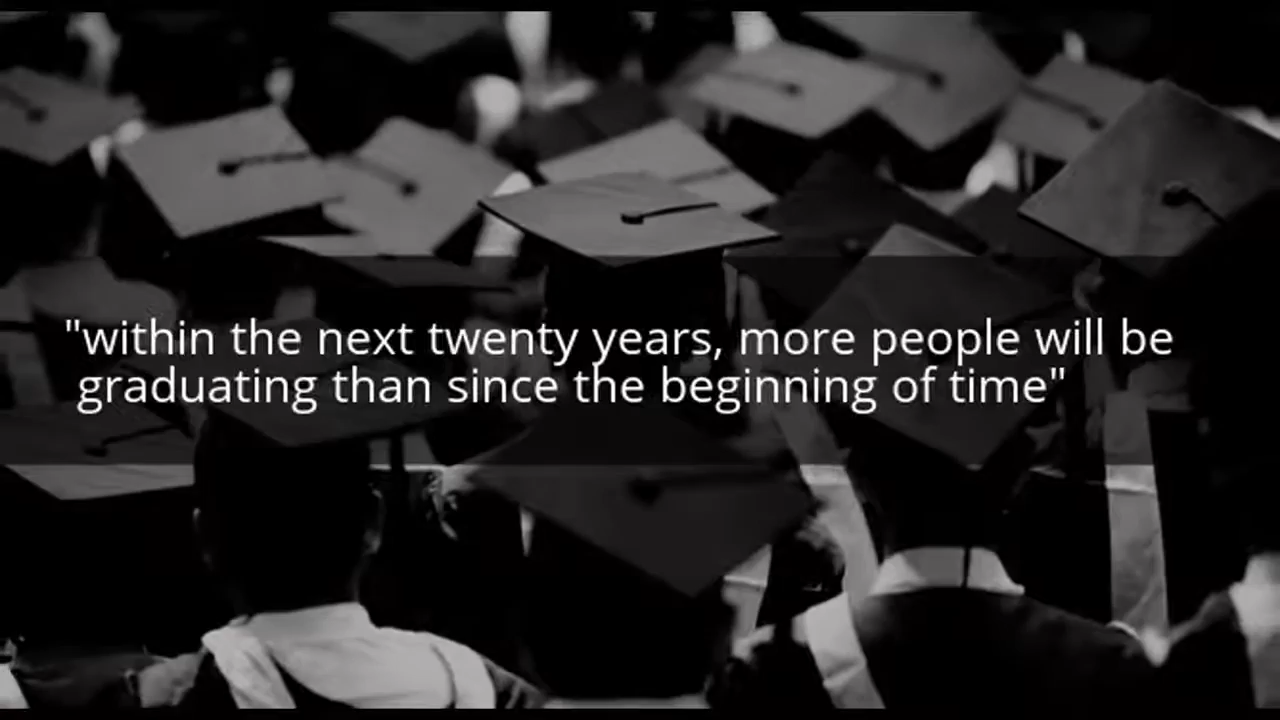 "within the next twenty years, more people will be
graduating than since the beginning of time"